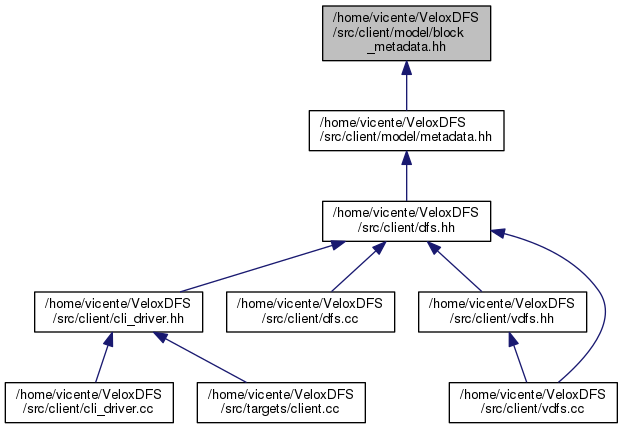 /home/vicente/VeloxDFS
/src/client/model/block
_metadata.hh
/home/vicente/VeloxDFS
/src/client/model/metadata.hh
/home/vicente/VeloxDFS
/src/client/dfs.hh
/home/vicente/VeloxDFS
/src/client/cli_driver.hh
/home/vicente/VeloxDFS
/src/client/dfs.cc
/home/vicente/VeloxDFS
/src/client/vdfs.hh
/home/vicente/VeloxDFS
/src/client/cli_driver.cc
/home/vicente/VeloxDFS
/src/targets/client.cc
/home/vicente/VeloxDFS
/src/client/vdfs.cc